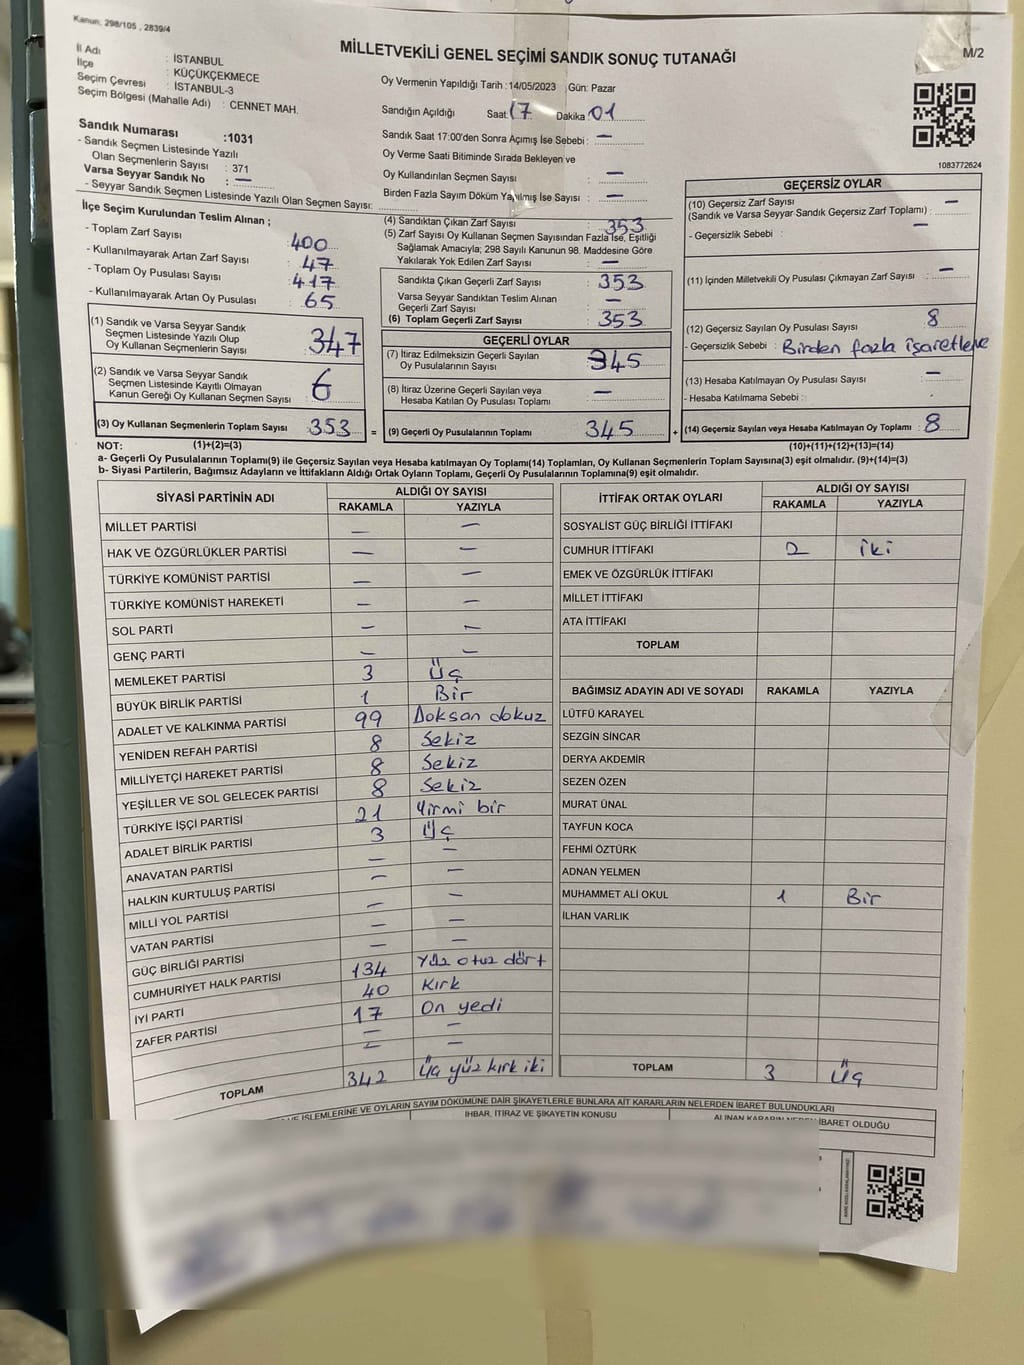 Kanun; 298/105 , 2839/4
MİLLETVEKİLİ GENEL SEÇİMİ SANDIK SONUÇ TUTANAĞI
M/2
İl Adı : İSTANBUL
İlçe : KÜÇÜKÇEKMECE
Seçim Çevresi : İSTANBUL-3
Seçim Bölgesi (Mahalle Adı) : CENNET MAH.
Sandık Numarası :1031
- Sandık Seçmen Listesinde Yazılı
Olan Seçmenlerin Sayısı : 371
Varsa Seyyar Sandık No : —
- Seyyar Sandık Seçmen Listesinde Yazılı Olan Seçmen Sayısı:
Oy Vermenin Yapıldığı Tarih :14/05/2023 Gün: Pazar
Sandığın Açıldığı Saat: 17 Dakika: 01
Sandık Saat 17:00'den Sonra Açımış İse Sebebi : —
Oy Verme Saati Bitiminde Sırada Bekleyen ve
Oy Kullandırılan Seçmen Sayısı : —
Birden Fazla Sayım Döküm Yapılmış İse Sayısı : —
1083772624
İlçe Seçim Kurulundan Teslim Alınan ;
- Toplam Zarf Sayısı : 400
- Kullanılmayarak Artan Zarf Sayısı : 47
- Toplam Oy Pusulası Sayısı : 417
- Kullanılmayarak Artan Oy Pusulası : 65
(1) Sandık ve Varsa Seyyar Sandık
Seçmen Listesinde Yazılı Olup
Oy Kullanan Seçmenlerin Sayısı : 347
(2) Sandık ve Varsa Seyyar Sandık
Seçmen Listesinde Kayıtlı Olmayan
Kanun Gereği Oy Kullanan Seçmen Sayısı : 6
(3) Oy Kullanan Seçmenlerin Toplam Sayısı : 353
(4) Sandıktan Çıkan Zarf Sayısı : 353
(5) Zarf Sayısı Oy Kullanan Seçmen Sayısından Fazla İse, Eşitliği
Sağlamak Amacıyla; 298 Sayılı Kanunun 98. Maddesine Göre
Yakılarak Yok Edilen Zarf Sayısı : —
Sandıkta Çıkan Geçerli Zarf Sayısı : 353
Varsa Seyyar Sandıktan Teslim Alınan
Geçerli Zarf Sayısı : —
(6) Toplam Geçerli Zarf Sayısı : 353
GEÇERLİ OYLAR
(7) İtiraz Edilmeksizin Geçerli Sayılan
Oy Pusulalarının Sayısı : 345
(8) İtiraz Üzerine Geçerli Sayılan veya
Hesaba Katılan Oy Pusulası Toplamı : —
= (9) Geçerli Oy Pusulalarının Toplamı : 345
GEÇERSİZ OYLAR
(10) Geçersiz Zarf Sayısı
(Sandık ve Varsa Seyyar Sandık Geçersiz Zarf Toplamı) : —
- Geçersizlik Sebebi : —
(11) İçinden Milletvekili Oy Pusulası Çıkmayan Zarf Sayısı : —
(12) Geçersiz Sayılan Oy Pusulası Sayısı : 8
- Geçersizlik Sebebi : Birden fazla işaretleme
(13) Hesaba Katılmayan Oy Pusulası Sayısı : —
- Hesaba Katılmama Sebebi :
+ (14) Geçersiz Sayılan veya Hesaba Katılmayan Oy Toplamı : 8
NOT: (1)+(2)=(3)
(10)+(11)+(12)+(13)=(14)
a- Geçerli Oy Pusulasının Toplamı(9) ile Geçersiz Sayılan veya Hesaba katılmayan Oy Toplamı(14) Toplamları, Oy Kullanan Seçmenlerin Toplam Sayısına(3) eşit olmalıdır. (9)+(14)=(3)
b- Siyasi Partilerin, Bağımsız Adayların ve İttifakların Aldığı Ortak Oyların Toplamı, Geçerli Oy Pusulalarının Toplamına(9) eşit olmalıdır.
SİYASİ PARTİNİN ADI ALDIĞI OY SAYISI
RAKAMLA YAZIYLA
MİLLET PARTİSİ — —
HAK VE ÖZGÜRLÜKLER PARTİSİ — —
TÜRKİYE KOMÜNİST PARTİSİ — —
TÜRKİYE KOMÜNİST HAREKETİ — —
SOL PARTİ — —
GENÇ PARTİ — —
MEMLEKET PARTİSİ 3 Üç
BÜYÜK BİRLİK PARTİSİ 1 Bir
ADALET VE KALKINMA PARTİSİ 99 Doksan dokuz
YENİDEN REFAH PARTİSİ 8 Sekiz
MİLLİYETÇİ HAREKET PARTİSİ 8 Sekiz
YEŞİLLER VE SOL GELECEK PARTİSİ 8 Sekiz
TÜRKİYE İŞÇİ PARTİSİ 21 Yirmi bir
ADALET BİRLİK PARTİSİ 3 Üç
ANAVATAN PARTİSİ — —
HALKIN KURTULUŞ PARTİSİ — —
MİLLİ YOL PARTİSİ — —
VATAN PARTİSİ — —
GÜÇ BİRLİĞİ PARTİSİ — —
CUMHURİYET HALK PARTİSİ 134 Yüz otuz dört
İYİ PARTİ 40 Kırk
ZAFER PARTİSİ 17 On yedi
— —
— —
TOPLAM 342 Üç yüz kırk iki
İTTİFAK ORTAK OYLARI ALDIĞI OY SAYISI
RAKAMLA YAZIYLA
SOSYALİST GÜÇ BİRLİĞİ İTTİFAKI
CUMHUR İTTİFAKI 2 iki
EMEK VE ÖZGÜRLÜK İTTİFAKI
MİLLET İTTİFAKI
ATA İTTİFAKI
TOPLAM
BAĞIMSIZ ADAYIN ADI VE SOYADI RAKAMLA YAZIYLA
LÜTFÜ KARAYEL
SEZGİN SİNCAR
DERYA AKDEMİR
SEZEN ÖZEN
MURAT ÜNAL
TAYFUN KOCA
FEHMİ ÖZTÜRK
ADNAN YELMEN
MUHAMMET ALİ OKUL 1 Bir
İLHAN VARLIK
TOPLAM 3 Üç
İŞLEMLERİNE VE OYLARIN SAYIM DÖKÜMÜNE DAİR ŞİKAYETLERLE BUNLARA AİT KARARLARIN NELERDEN İBARET BULUNDUKLARI
İHBAR, İTİRAZ VE ŞİKAYETİN KONUSU
ALINAN KARARIN NEDEN İBARET OLDUĞU